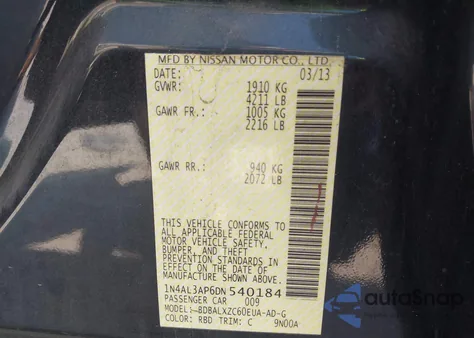 MFD BY NISSAN MOTOR CO., LTD.
DATE: 03/13
GVWR: 1910 KG
4211 LB
GAWR FR.: 1005 KG
2216 LB
GAWR RR.: 940 KG
2072 LB
THIS VEHICLE CONFORMS TO
ALL APPLICABLE FEDERAL
MOTOR VEHICLE SAFETY,
BUMPER, AND THEFT
PREVENTION STANDARDS IN
EFFECT ON THE DATE OF
MANUFACTURE SHOWN ABOVE.
1N4AL3AP6DN540184
PASSENGER CAR 009
MODEL: BDBALXZC60EUA-AD-G
COLOR: RBD TRIM: C 9N00A
autoSnap